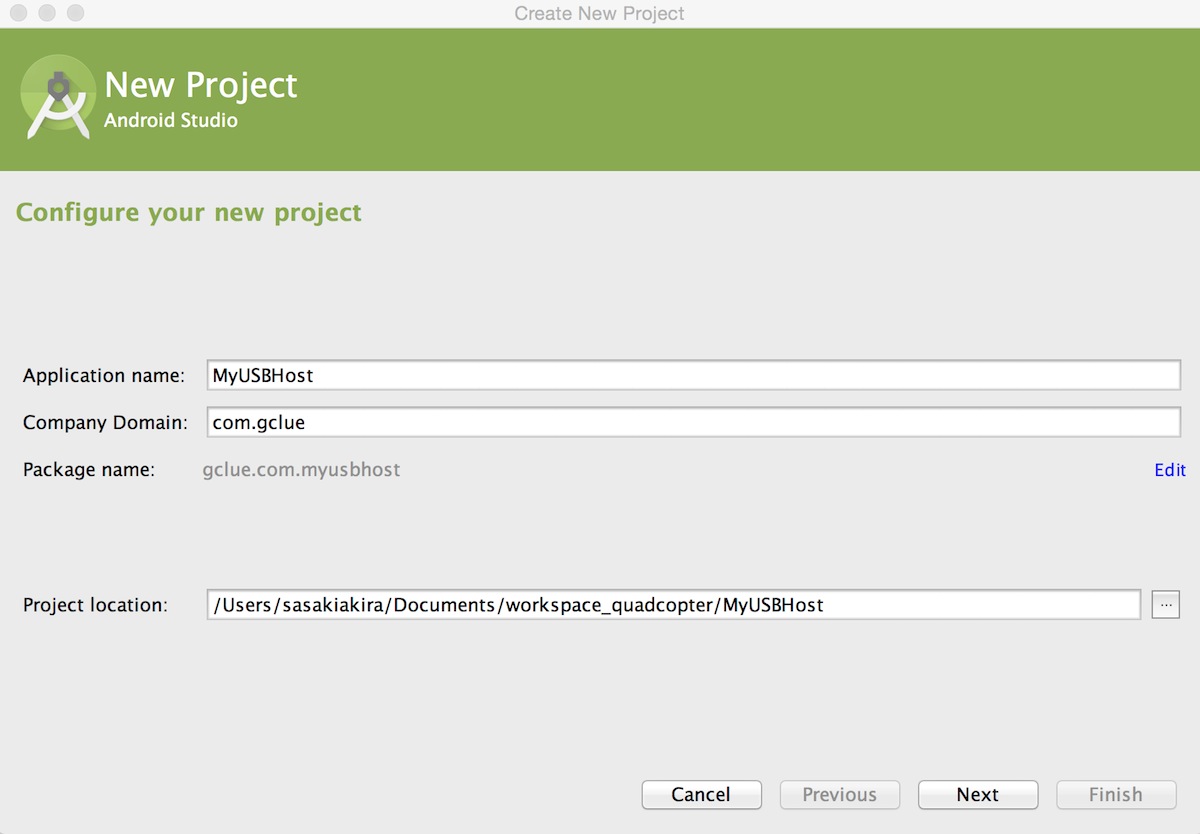 Create New Project
New Project
Android Studio
Configure your new project
Application name: MyUSBHost
Company Domain: com.gclue
Package name: gclue.com.myusbhost Edit
Project location: /Users/sasakiakira/Documents/workspace_quadcopter/MyUSBHost ...
Cancel Previous Next Finish